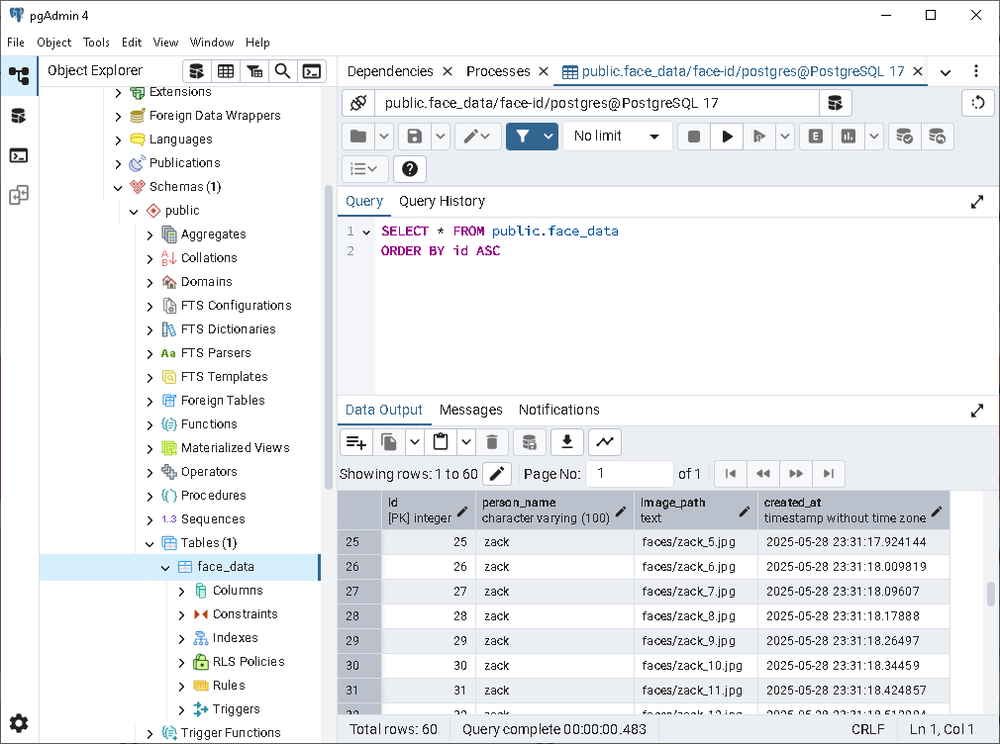 pgAdmin 4
File Object Tools Edit View Window Help
Object Explorer
Dependencies Processes public.face_data/face-id/postgres@PostgreSQL 17
Extensions
Foreign Data Wrappers
Languages
Publications
Schemas (1)
public
Aggregates
Collations
Domains
FTS Configurations
FTS Dictionaries
Aa FTS Parsers
FTS Templates
Foreign Tables
Functions
Materialized Views
Operators
Procedures
1.3 Sequences
Tables (1)
face_data
Columns
Constraints
Indexes
RLS Policies
Rules
Triggers
Trigger Functions
public.face_data/face-id/postgres@PostgreSQL 17
No limit
E
Query Query History
1 SELECT * FROM public.face_data
2 ORDER BY id ASC
Data Output Messages Notifications
Showing rows: 1 to 60 Page No: 1 of 1
id person_name image_path created_at
[PK] integer character varying (100) text timestamp without time zone
25 25 zack faces/zack_5.jpg 2025-05-28 23:31:17.924144
26 26 zack faces/zack_6.jpg 2025-05-28 23:31:18.009819
27 27 zack faces/zack_7.jpg 2025-05-28 23:31:18.09607
28 28 zack faces/zack_8.jpg 2025-05-28 23:31:18.17888
29 29 zack faces/zack_9.jpg 2025-05-28 23:31:18.26497
30 30 zack faces/zack_10.jpg 2025-05-28 23:31:18.34459
31 31 zack faces/zack_11.jpg 2025-05-28 23:31:18.424857
Total rows: 60 Query complete 00:00:00.483 CRLF Ln 1, Col 1